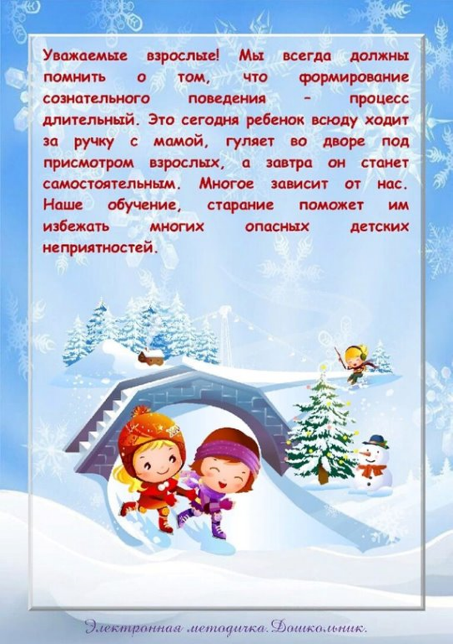 Уважаемые взрослые! Мы всегда должны
помнить о том, что формирование
сознательного поведения – процесс
длительный. Это сегодня ребенок всюду ходит
за ручку с мамой, гуляет во дворе под
присмотром взрослых, а завтра он станет
самостоятельным. Многое зависит от нас.
Наше обучение, старание поможет им
избежать многих опасных детских
неприятностей.
Электронная методичка.Дошкольник.